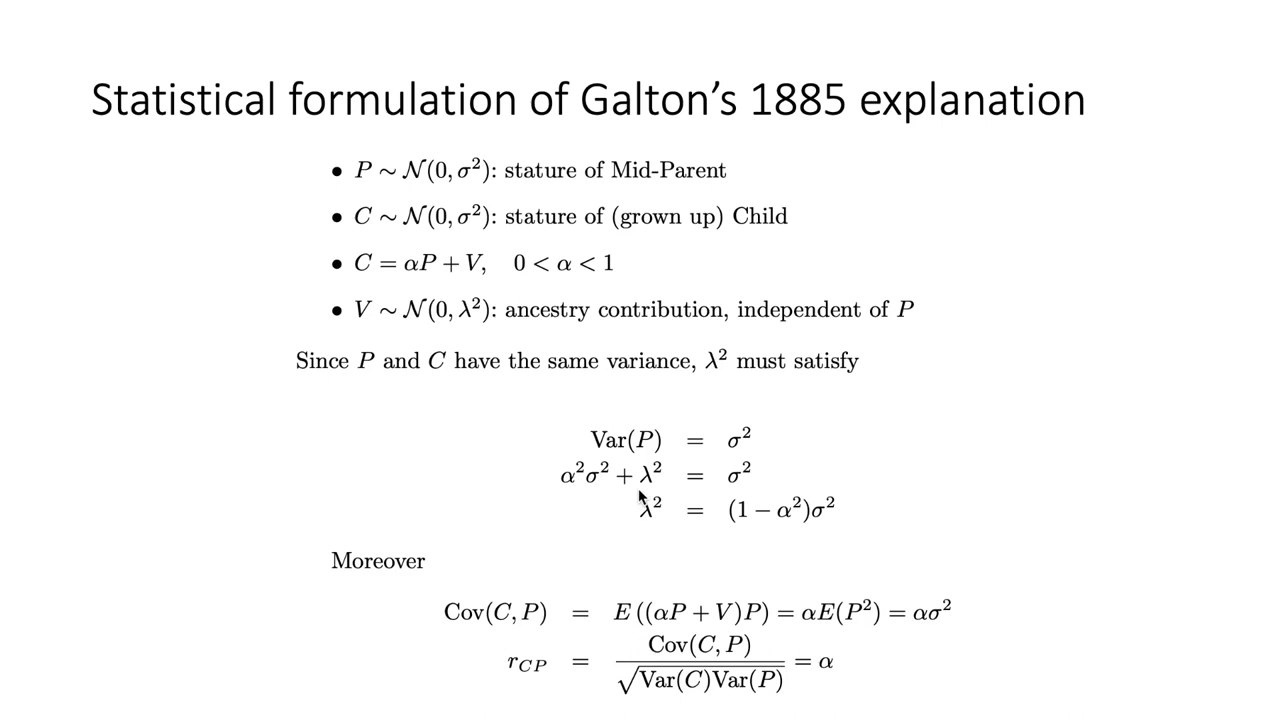 Statistical formulation of Galton's 1885 explanation
• P ∼ 𝒩(0, σ²): stature of Mid-Parent
• C ∼ 𝒩(0, σ²): stature of (grown up) Child
• C = αP + V, 0 < α < 1
• V ∼ 𝒩(0, λ²): ancestry contribution, independent of P
Since P and C have the same variance, λ² must satisfy
Var(P) = σ²
α²σ² + λ² = σ²
λ² = (1 − α²)σ²
Moreover
Cov(C, P) = E ((αP + V)P) = αE(P²) = ασ²
r_{CP} = Cov(C, P) / √Var(C)Var(P) = α